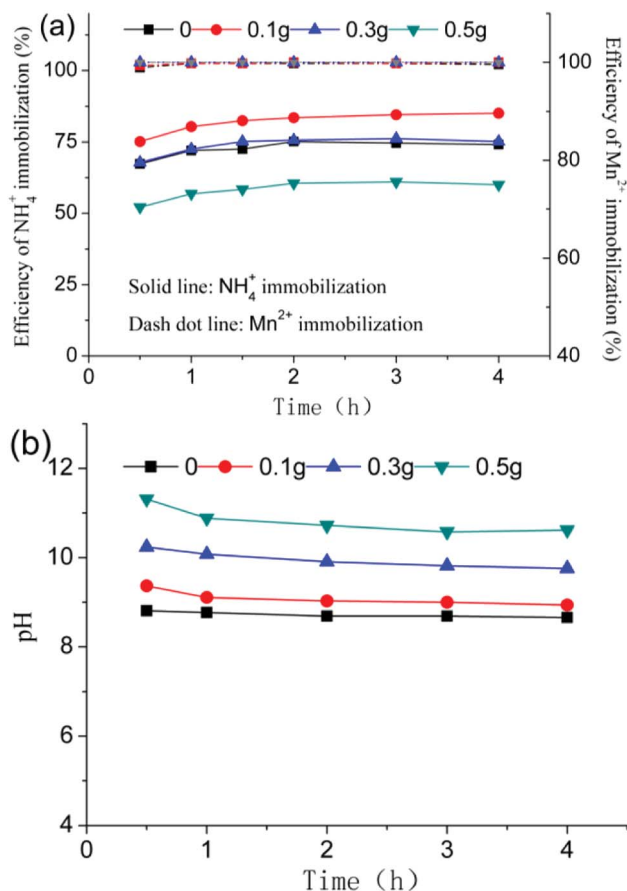 (a)
0 0.1g 0.3g 0.5g
Efficiency of NH₄⁺ immobilization (%)
100
75
50
25
0
Efficiency of Mn²⁺ immobilization (%)
100
80
60
40
Solid line: NH₄⁺ immobilization
Dash dot line: Mn²⁺ immobilization
0 1 2 3 4
Time (h)
(b)
0 0.1g 0.3g 0.5g
pH
12
10
8
6
4
0 1 2 3 4
Time (h)